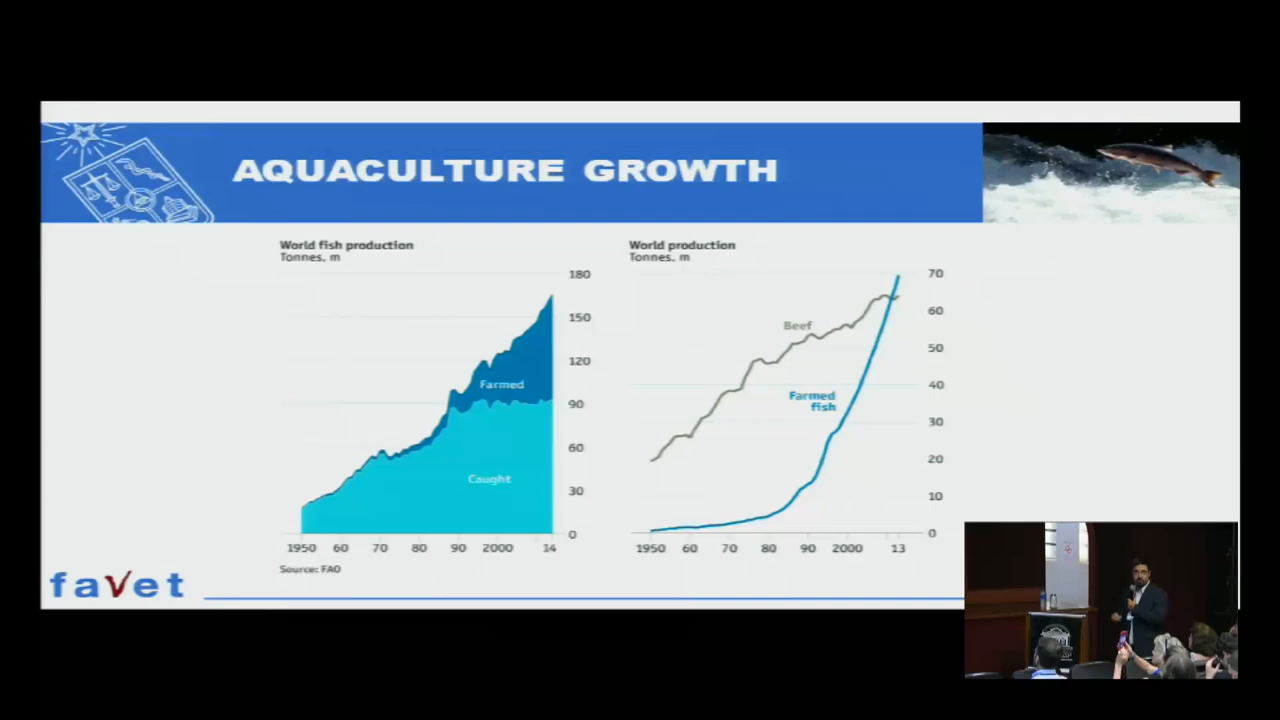 AQUACULTURE GROWTH
World fish production
Tonnes, m
180
150
120
90
60
30
0
Farmed
Caught
1950 60 70 80 90 2000 14
Source: FAO
World production
Tonnes, m
70
60
50
40
30
20
10
0
Beef
Farmed
fish
1950 60 70 80 90 2000 13
favet